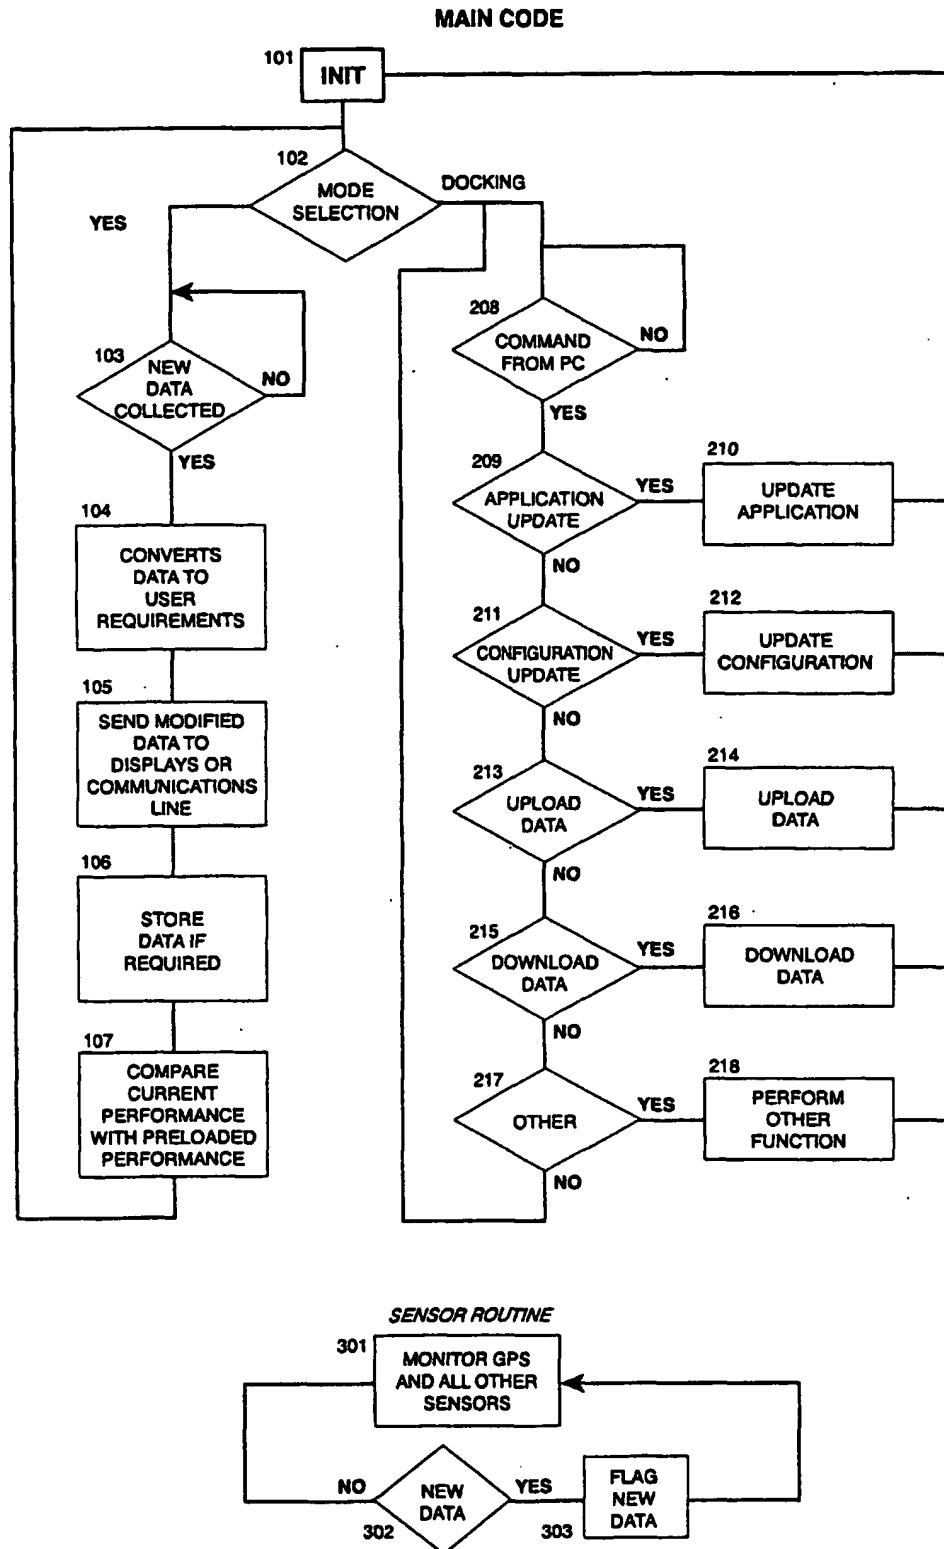 MAIN CODE
101
INIT
102
MODE
SELECTION
DOCKING
YES
103
NEW
DATA
COLLECTED
NO
YES
104
CONVERTS
DATA TO
USER
REQUIREMENTS
105
SEND MODIFIED
DATA TO
DISPLAYS OR
COMMUNICATIONS
LINE
106
STORE
DATA IF
REQUIRED
107
COMPARE
CURRENT
PERFORMANCE
WITH PRELOADED
PERFORMANCE
208
COMMAND
FROM PC
NO
YES
209
APPLICATION
UPDATE
YES
NO
210
UPDATE
APPLICATION
211
CONFIGURATION
UPDATE
YES
NO
212
UPDATE
CONFIGURATION
213
UPLOAD
DATA
YES
NO
214
UPLOAD
DATA
215
DOWNLOAD
DATA
YES
NO
216
DOWNLOAD
DATA
217
OTHER
YES
NO
218
PERFORM
OTHER
FUNCTION
SENSOR ROUTINE
301
MONITOR GPS
AND ALL OTHER
SENSORS
NO
NEW
DATA
302
YES
303
FLAG
NEW
DATA